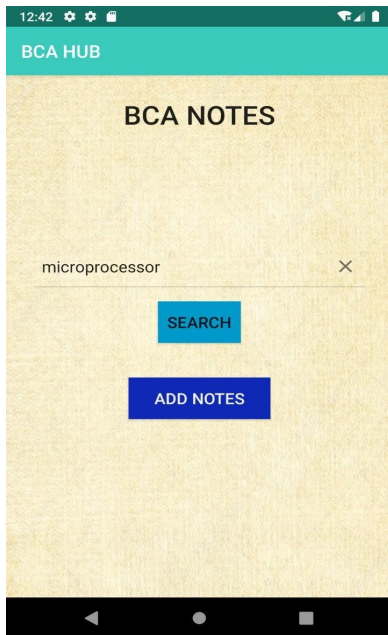 12:42
BCA HUB
BCA NOTES
microprocessor
SEARCH
ADD NOTES